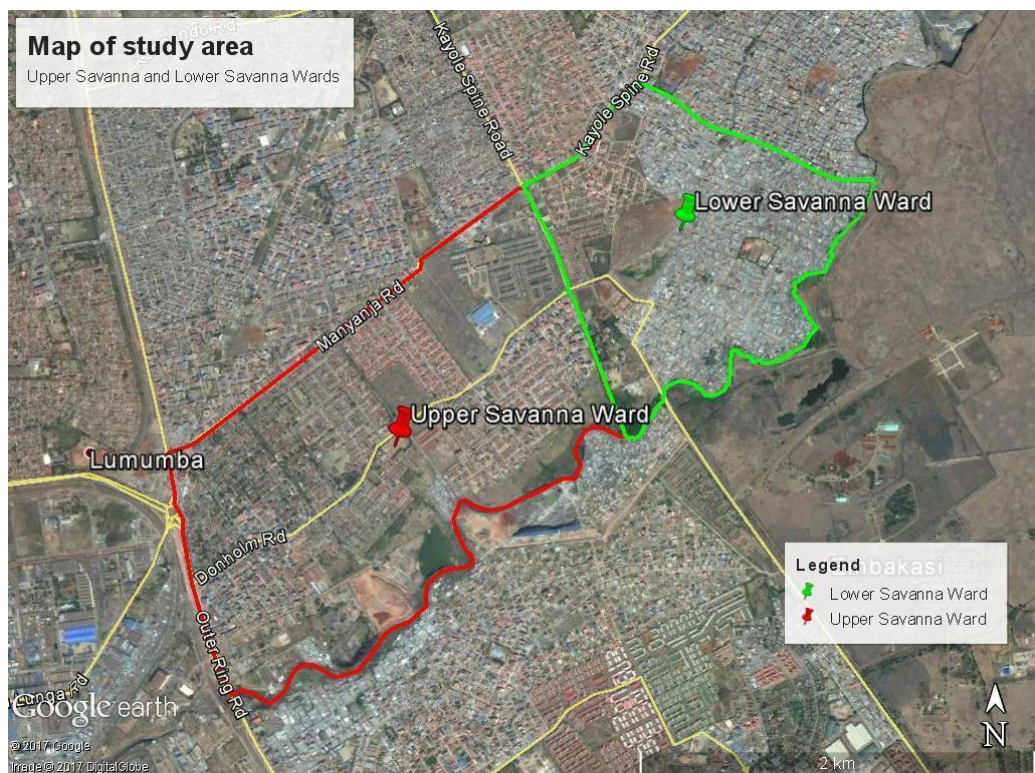 Map of study area
Upper Savanna and Lower Savanna Wards
Kayole Spine Road
Kayole Spine Rd
Lower Savanna Ward
Manyanja Rd
Upper Savanna Ward
Lumumba
Donholm Rd
Outer Ring Rd
Legend
Lower Savanna Ward
Upper Savanna Ward
Lunga Rd
Google earth
N
© 2017 Google
Image © 2017 DigitalGlobe
2 km